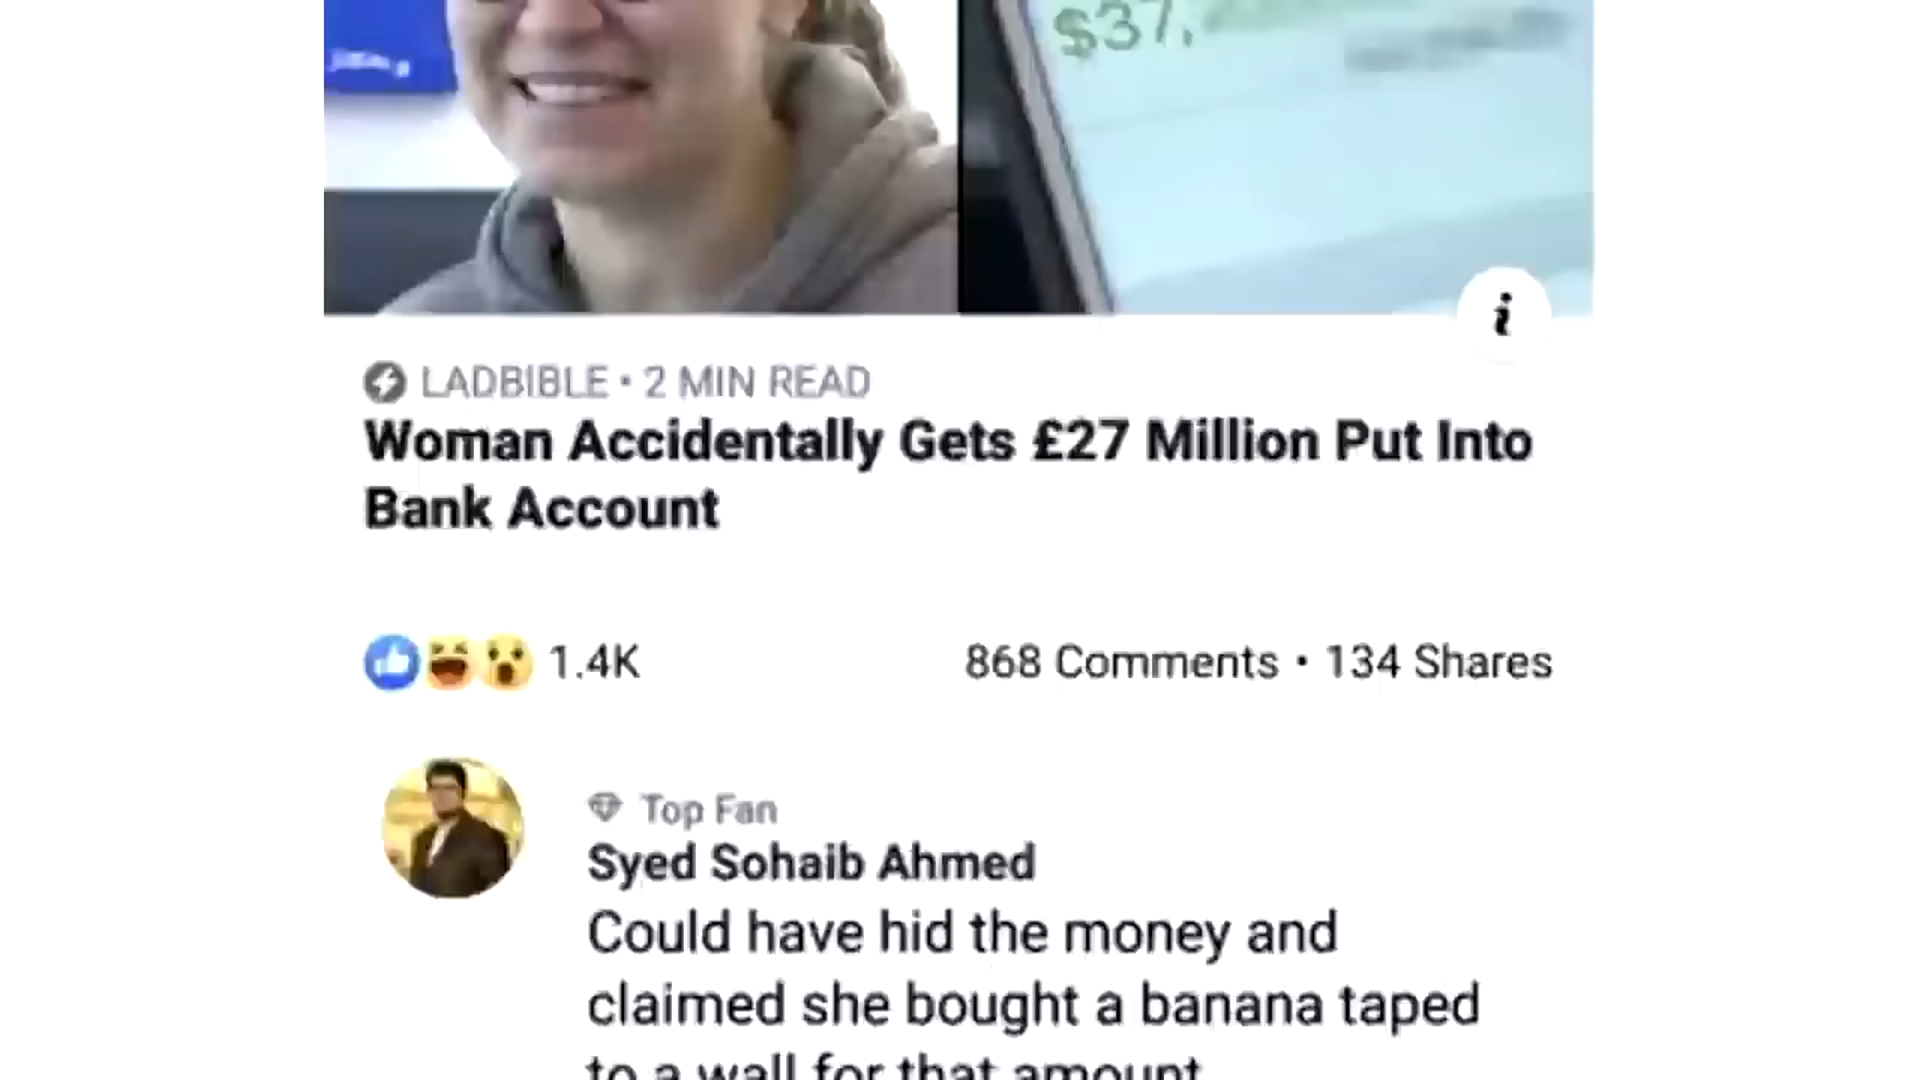 $37,
LADBIBLE • 2 MIN READ
Woman Accidentally Gets £27 Million Put Into
Bank Account
1.4K
868 Comments • 134 Shares
Top Fan
Syed Sohaib Ahmed
Could have hid the money and
claimed she bought a banana taped
to a wall for that amount